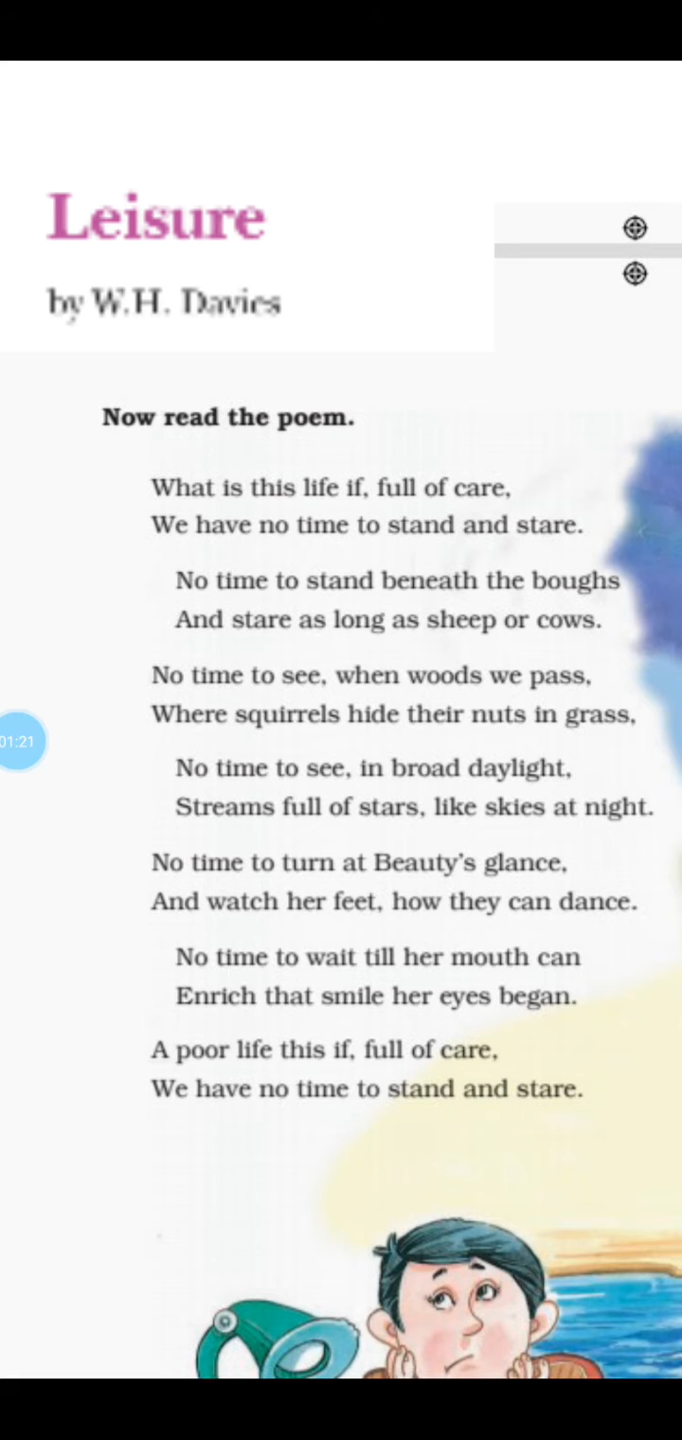 Leisure
by W.H. Davies
Now read the poem.
What is this life if, full of care,
We have no time to stand and stare.
No time to stand beneath the boughs
And stare as long as sheep or cows.
No time to see, when woods we pass,
Where squirrels hide their nuts in grass,
No time to see, in broad daylight,
Streams full of stars, like skies at night.
01:21
No time to turn at Beauty's glance,
And watch her feet, how they can dance.
No time to wait till her mouth can
Enrich that smile her eyes began.
A poor life this if, full of care,
We have no time to stand and stare.